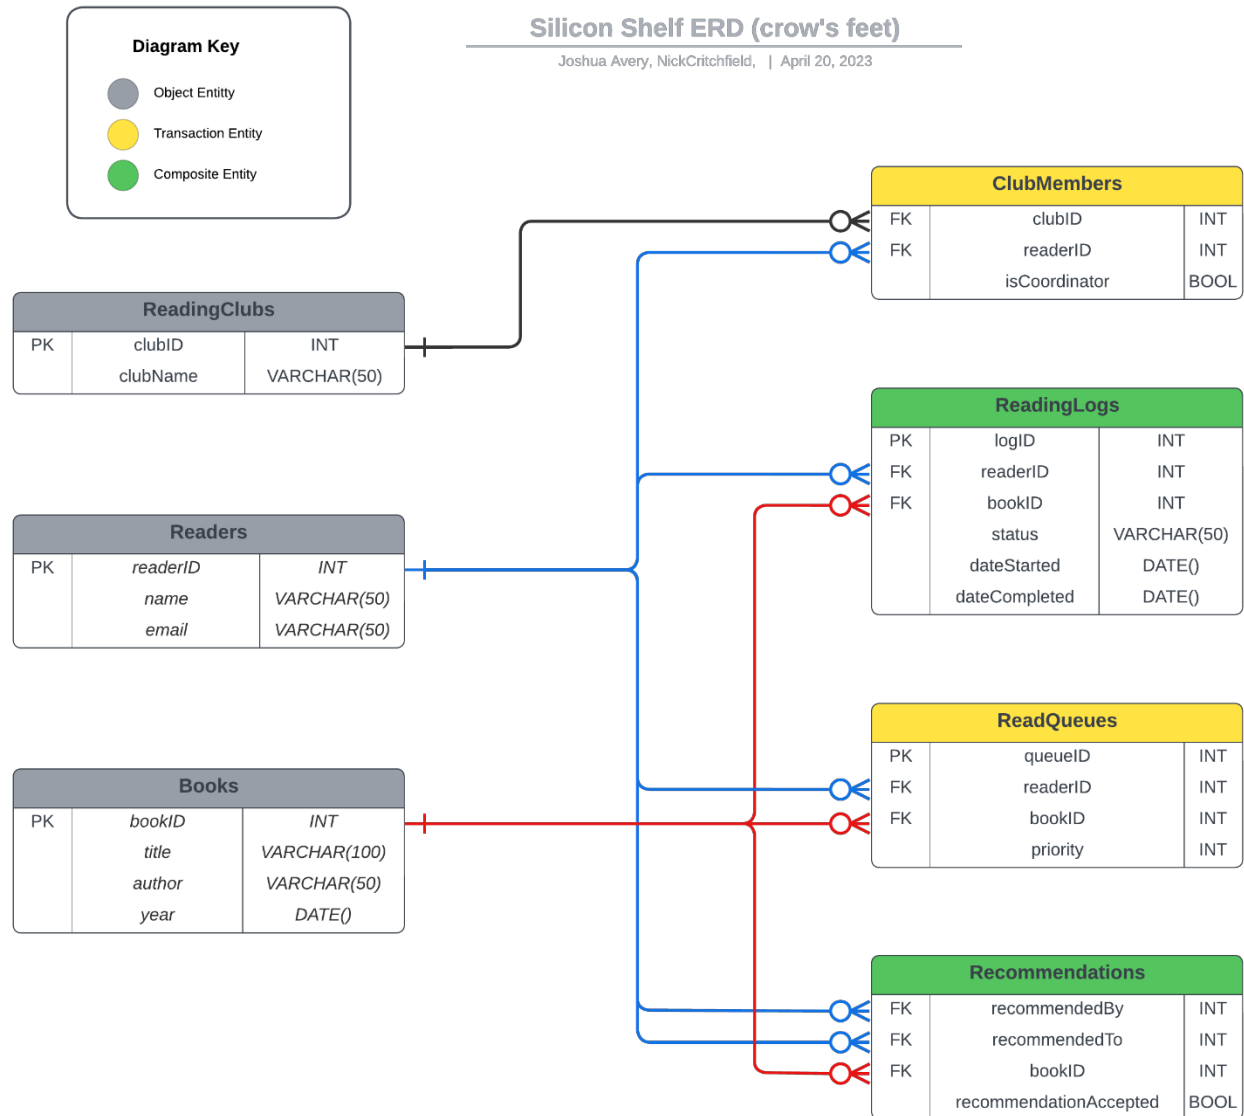 Silicon Shelf ERD (crow's feet)
Joshua Avery, NickCritchfield, | April 20, 2023
Diagram Key
Object Entitty
Transaction Entity
Composite Entity
ReadingClubs
PK clubID INT
clubName VARCHAR(50)
Readers
PK readerID INT
name VARCHAR(50)
email VARCHAR(50)
Books
PK bookID INT
title VARCHAR(100)
author VARCHAR(50)
year DATE()
ClubMembers
FK clubID INT
FK readerID INT
isCoordinator BOOL
ReadingLogs
PK logID INT
FK readerID INT
FK bookID INT
status VARCHAR(50)
dateStarted DATE()
dateCompleted DATE()
ReadQueues
PK queueID INT
FK readerID INT
FK bookID INT
priority INT
Recommendations
FK recommendedBy INT
FK recommendedTo INT
FK bookID INT
recommendationAccepted BOOL